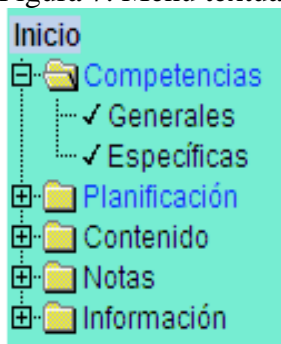 Inicio
Competencias
Generales
Específicas
Planificación
Contenido
Notas
Información